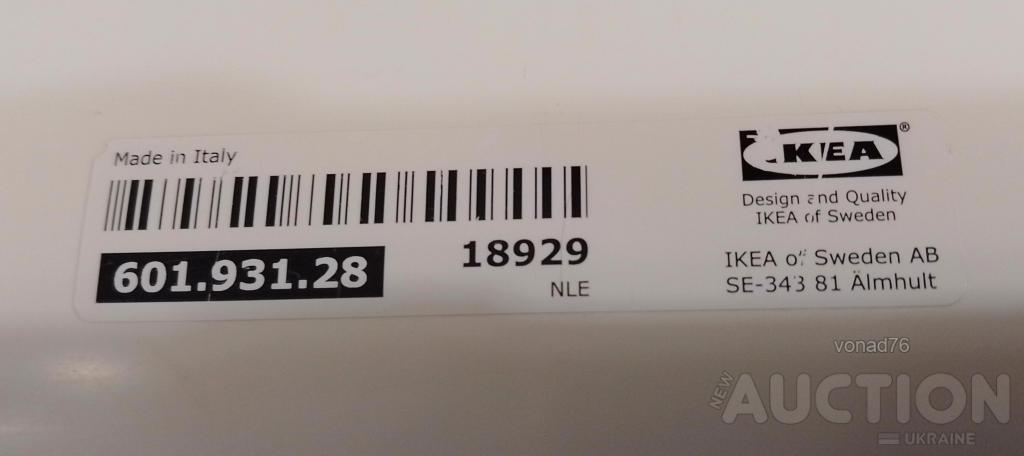 Made in Italy
601.931.28
18929
NLE
IKEA®
Design and Quality
IKEA of Sweden
IKEA of Sweden AB
SE-343 81 Älmhult
vonad76
NEW AUCTION
UKRAINE